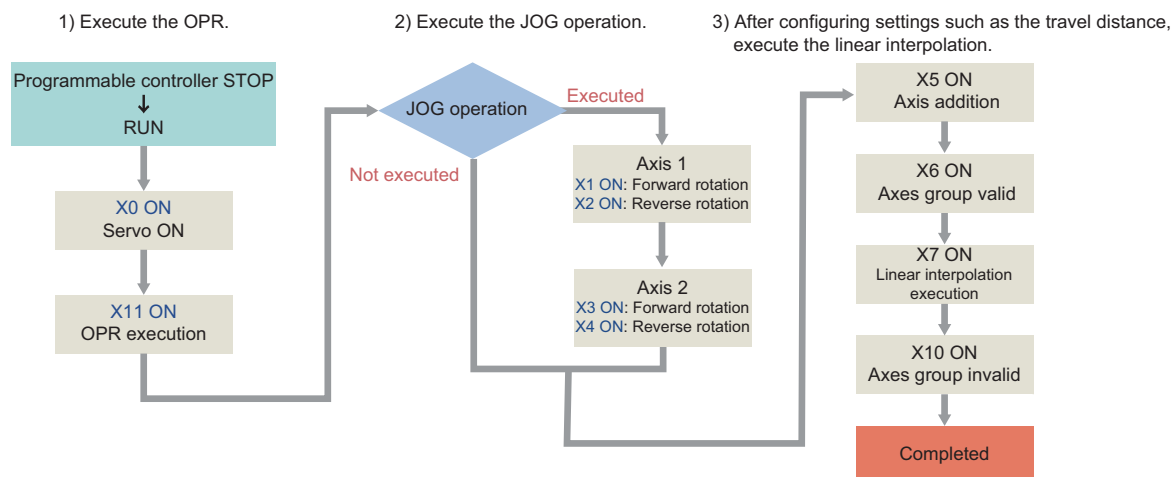 1) Execute the OPR.
Programmable controller STOP
↓
RUN
X0 ON
Servo ON
X11 ON
OPR execution
2) Execute the JOG operation.
JOG operation
Executed
Not executed
Axis 1
X1 ON: Forward rotation
X2 ON: Reverse rotation
Axis 2
X3 ON: Forward rotation
X4 ON: Reverse rotation
3) After configuring settings such as the travel distance,
execute the linear interpolation.
X5 ON
Axis addition
X6 ON
Axes group valid
X7 ON
Linear interpolation
execution
X10 ON
Axes group invalid
Completed